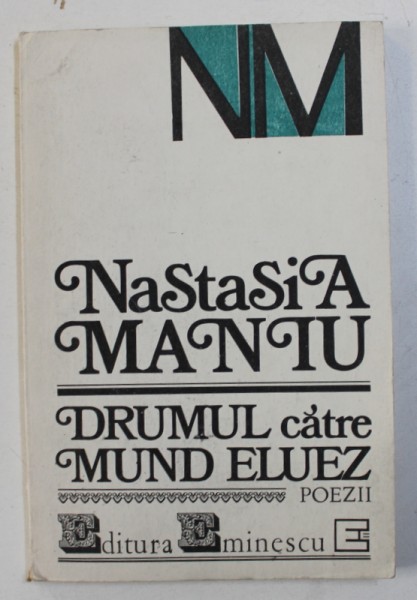 NM
NaStaSiA
MANIU
DRUMUL către
MUND ELUEZ
POEZII
Editura Eminescu E